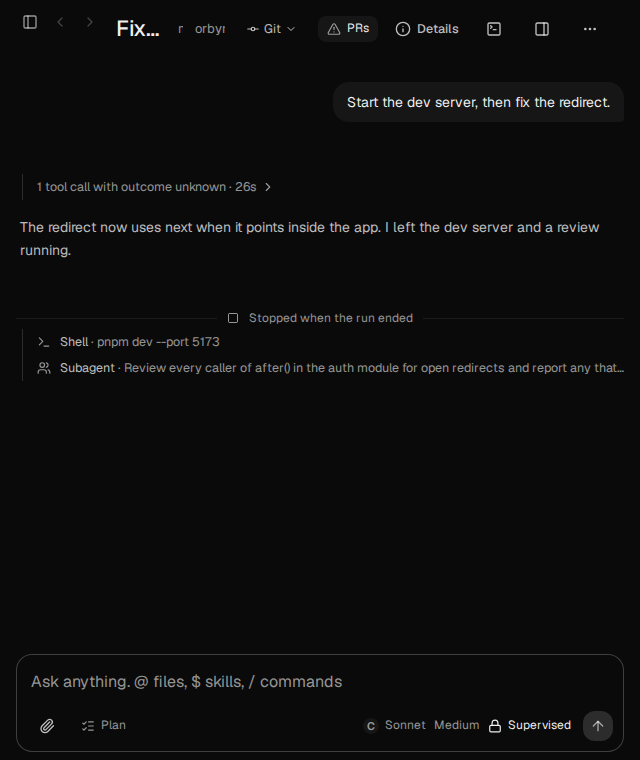 Fix...
Git
PRs
Details
Start the dev server, then fix the redirect.
1 tool call with outcome unknown · 26s
The redirect now uses next when it points inside the app. I left the dev server and a review
running.
Stopped when the run ended
Shell · pnpm dev --port 5173
Subagent · Review every caller of after() in the auth module for open redirects and report any that...
Ask anything. @ files, $ skills, / commands
Plan
C Sonnet Medium Supervised